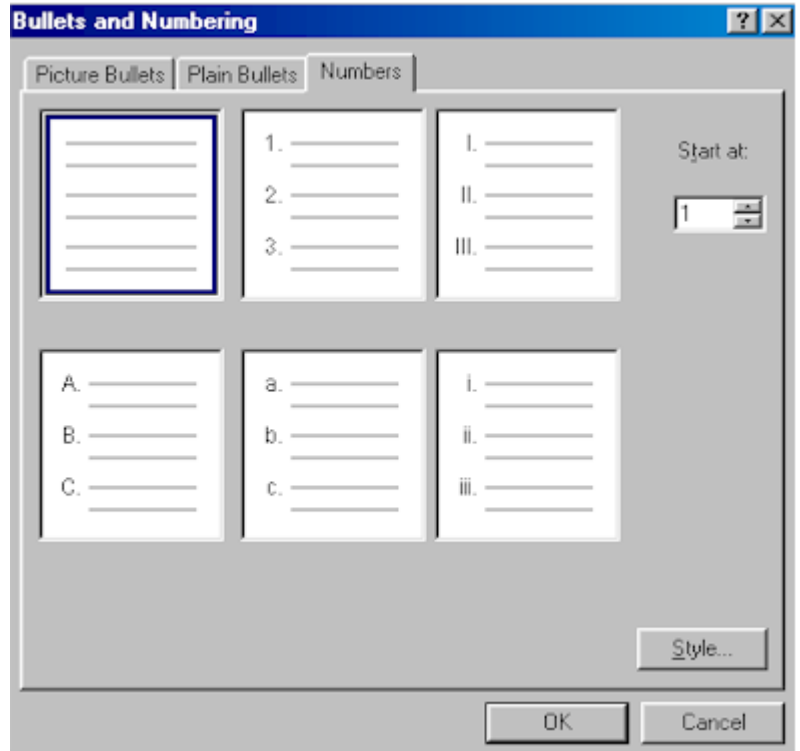 Bullets and Numbering
Picture Bullets Plain Bullets Numbers
1. I. Start at:
2. II. 1
3. III.
A. a. i.
B. b. ii.
C. c. iii.
Style...
OK Cancel